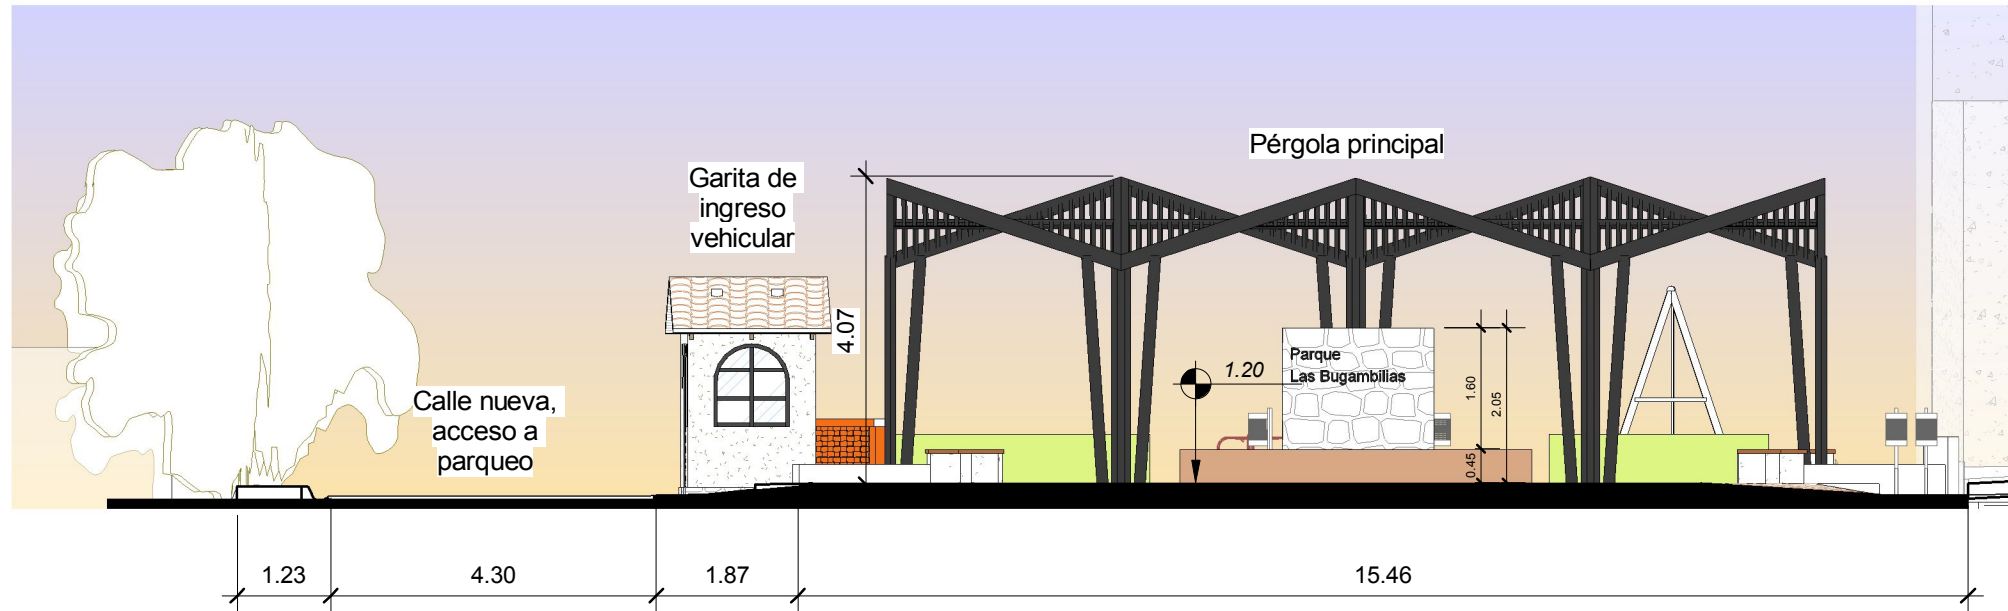 Pérgola principal
Garita de
ingreso
vehicular
4.07
Parque
Las Bugambilias
1.20
1.60
2.05
0.45
Calle nueva,
acceso a
parqueo
1.23
4.30
1.87
15.46